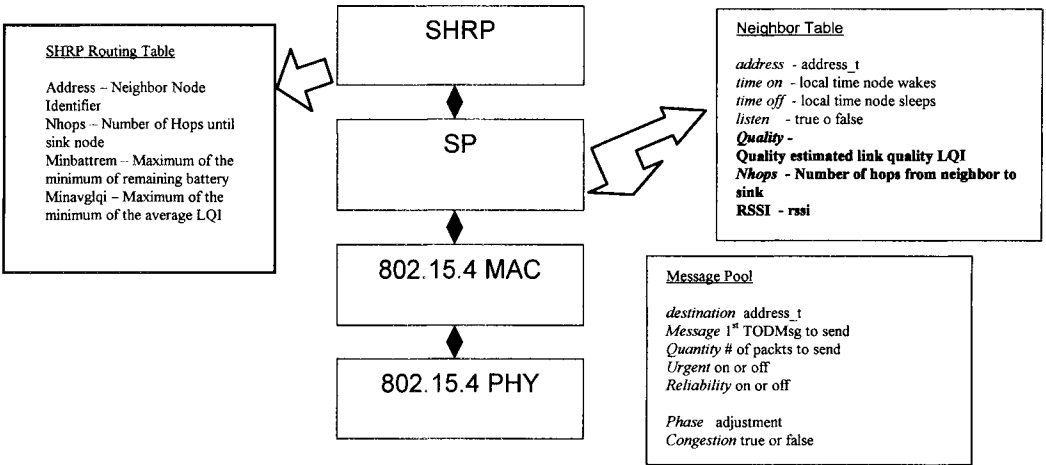 SHRP Routing Table
Address – Neighbor Node
Identifier
Nhops – Number of Hops until
sink node
Minbattrem – Maximum of the
minimum of remaining battery
Minavglqi – Maximum of the
minimum of the average LQI
SHRP
SP
802.15.4 MAC
802.15.4 PHY
Neighbor Table
address - address_t
time on - local time node wakes
time off - local time node sleeps
listen - true o false
Quality -
Quality estimated link quality LQI
Nhops - Number of hops from neighbor to
sink
RSSI - rssi
Message Pool
destination address_t
Message 1st TODMsg to send
Quantity # of packts to send
Urgent on or off
Reliability on or off
Phase adjustment
Congestion true or false